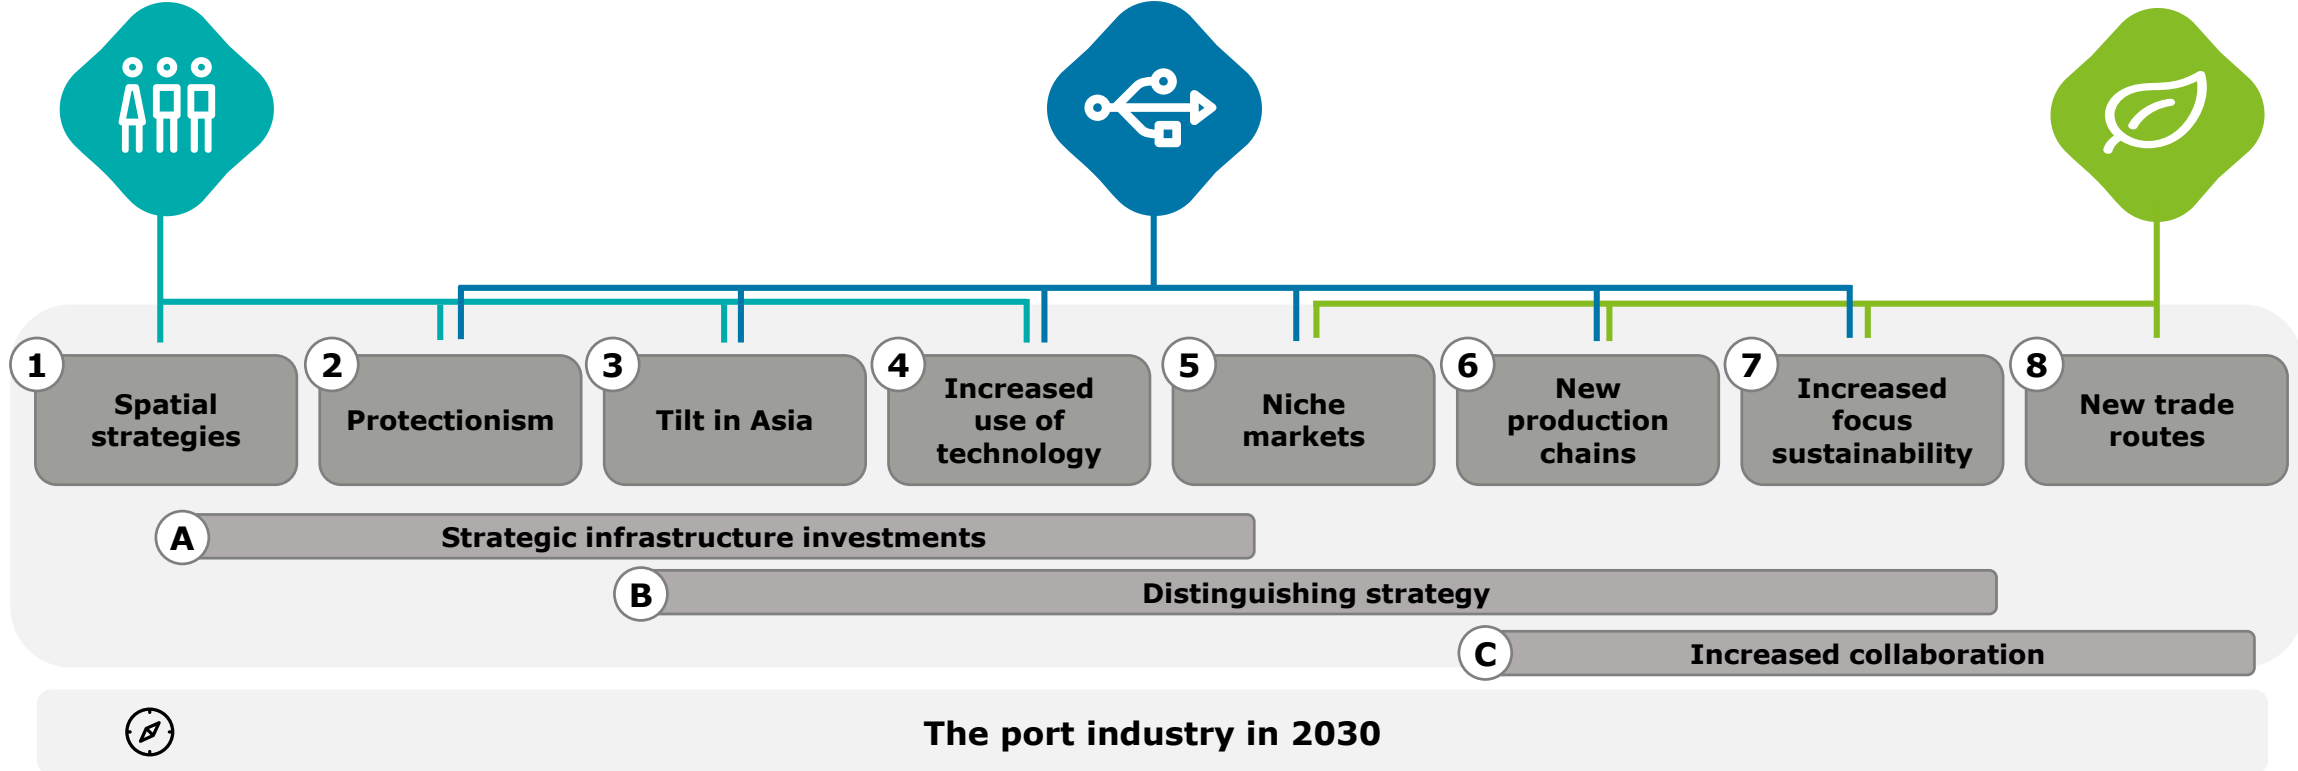 1
Spatial
strategies
2
Protectionism
3
Tilt in Asia
4
Increased
use of
technology
5
Niche
markets
6
New
production
chains
7
Increased
focus
sustainability
8
New trade
routes
A
Strategic infrastructure investments
B
Distinguishing strategy
C
Increased collaboration
The port industry in 2030